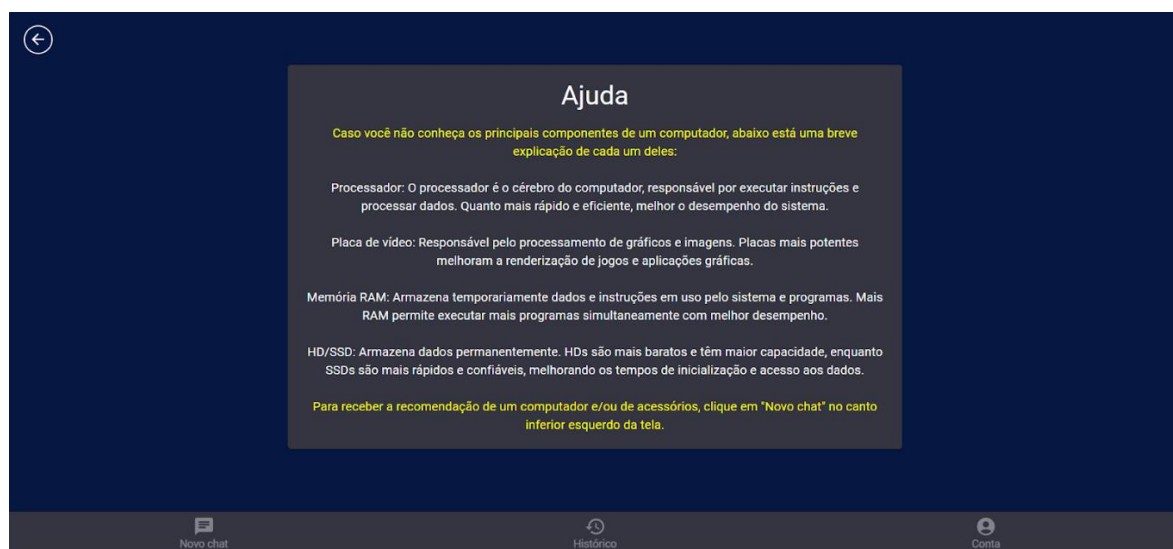 Ajuda
Caso você não conheça os principais componentes de um computador, abaixo está uma breve
explicação de cada um deles:
Processador: O processador é o cérebro do computador, responsável por executar instruções e
processar dados. Quanto mais rápido e eficiente, melhor o desempenho do sistema.
Placa de vídeo: Responsável pelo processamento de gráficos e imagens. Placas mais potentes
melhoram a renderização de jogos e aplicações gráficas.
Memória RAM: Armazena temporariamente dados e instruções em uso pelo sistema e programas. Mais
RAM permite executar mais programas simultaneamente com melhor desempenho.
HD/SSD: Armazena dados permanentemente. HDs são mais baratos e têm maior capacidade, enquanto
SSDs são mais rápidos e confiáveis, melhorando os tempos de inicialização e acesso aos dados.
Para receber a recomendação de um computador e/ou de acessórios, clique em "Novo chat" no canto
inferior esquerdo da tela.
Novo chat
Histórico
Conta